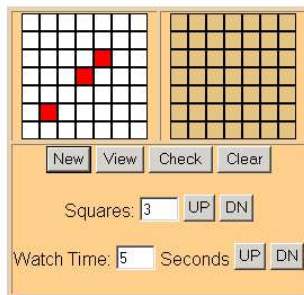 New View Check Clear
Squares: 3 UP DN
Watch Time: 5 Seconds UP DN